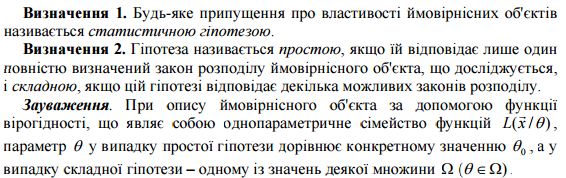 Визначення 1. Будь-яке припущення про властивості ймовірнісних об'єктів
називається статистичною гіпотезою.
Визначення 2. Гіпотеза називається простою, якщо їй відповідає лише один
повністю визначений закон розподілу ймовірнісного об'єкта, що досліджується,
і складною, якщо цій гіпотезі відповідає декілька можливих законів розподілу.
Зауваження. При опису ймовірнісного об'єкта за допомогою функції
вірогідності, що являє собою однопараметричне сімейство функцій L(x⃗/θ),
параметр θ у випадку простої гіпотези дорівнює конкретному значенню θ₀, а у
випадку складної гіпотези – одному із значень деякої множини Ω (θ∈Ω).